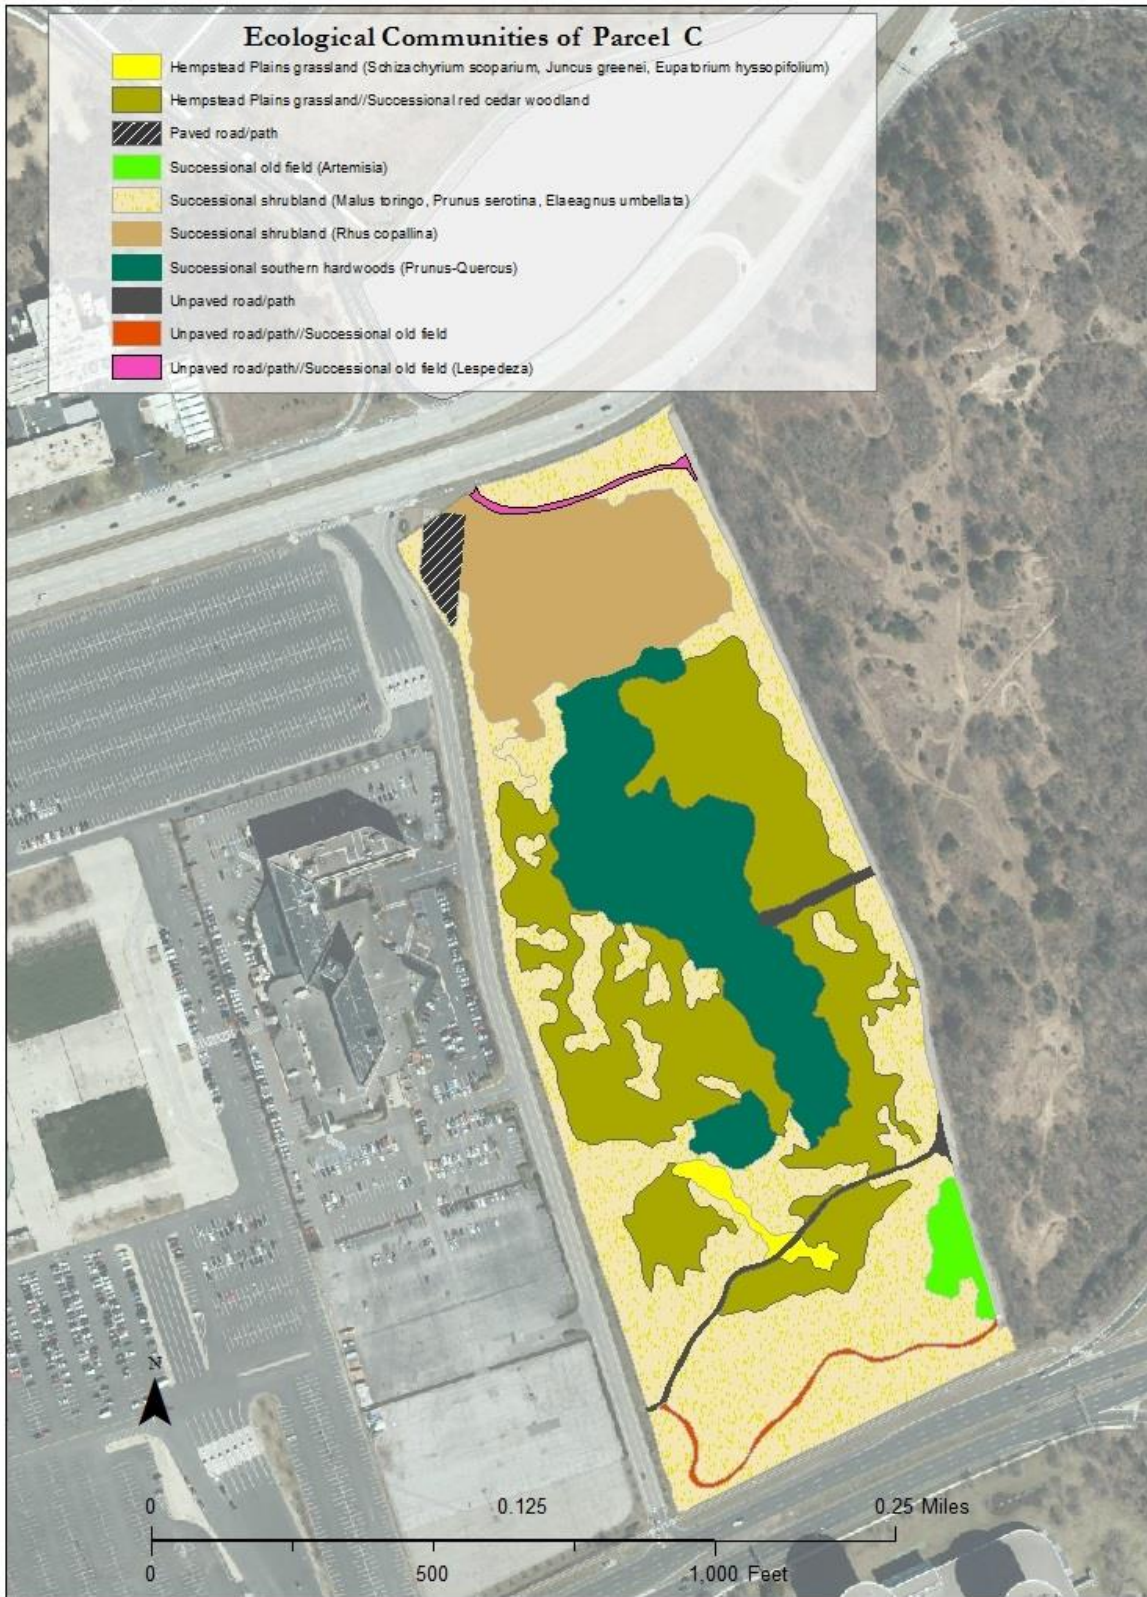 Ecological Communities of Parcel C
Hempstead Plains grassland (Schizachyrium scoparium, Juncus greenei, Eupatorium hyssopifolium)
Hempstead Plains grassland//Successional red cedar woodland
Paved road/path
Successional old field (Artemisia)
Successional shrubland (Malus toringo, Prunus serotina, Elaeagnus umbellata)
Successional shrubland (Rhus copallina)
Successional southern hardwoods (Prunus-Quercus)
Unpaved road/path
Unpaved road/path//Successional old field
Unpaved road/path//Successional old field (Lespedeza)
N
0 0.125 0.25 Miles
0 500 1,000 Feet